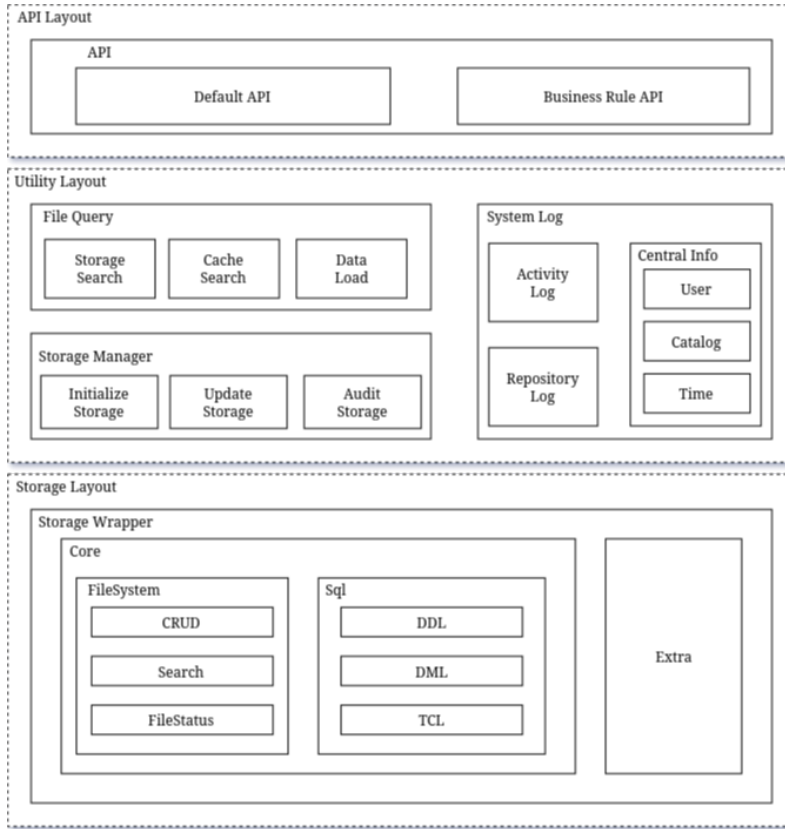 API Layout
API
Default API
Business Rule API
Utility Layout
File Query
Storage
Search
Cache
Search
Data
Load
Storage Manager
Initialize
Storage
Update
Storage
Audit
Storage
System Log
Activity
Log
Repository
Log
Central Info
User
Catalog
Time
Storage Layout
Storage Wrapper
Core
FileSystem
CRUD
Search
FileStatus
Sql
DDL
DML
TCL
Extra